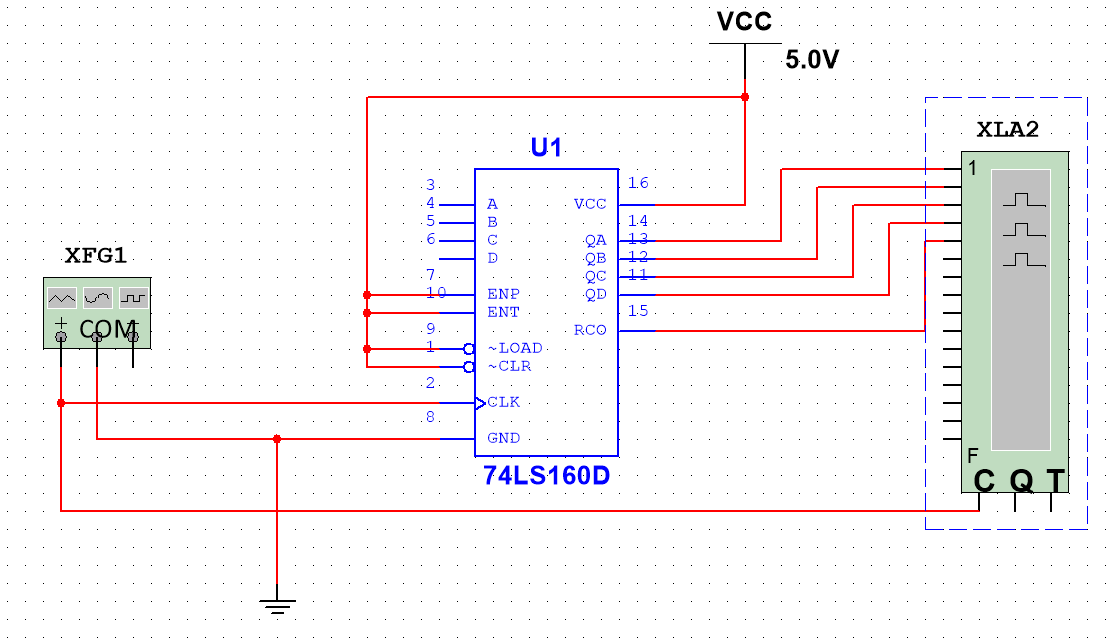 VCC
5.0V
XLA2
U1
1
3
16
4 A VCC
5 B 14
6 C QA 13
D QB 12
7 QC 11
10 ENP QD
ENT 15
9 RCO
1 ~LOAD
~CLR
2
CLK
8
GND
74LS160D
XFG1
+ COM
F
C Q T